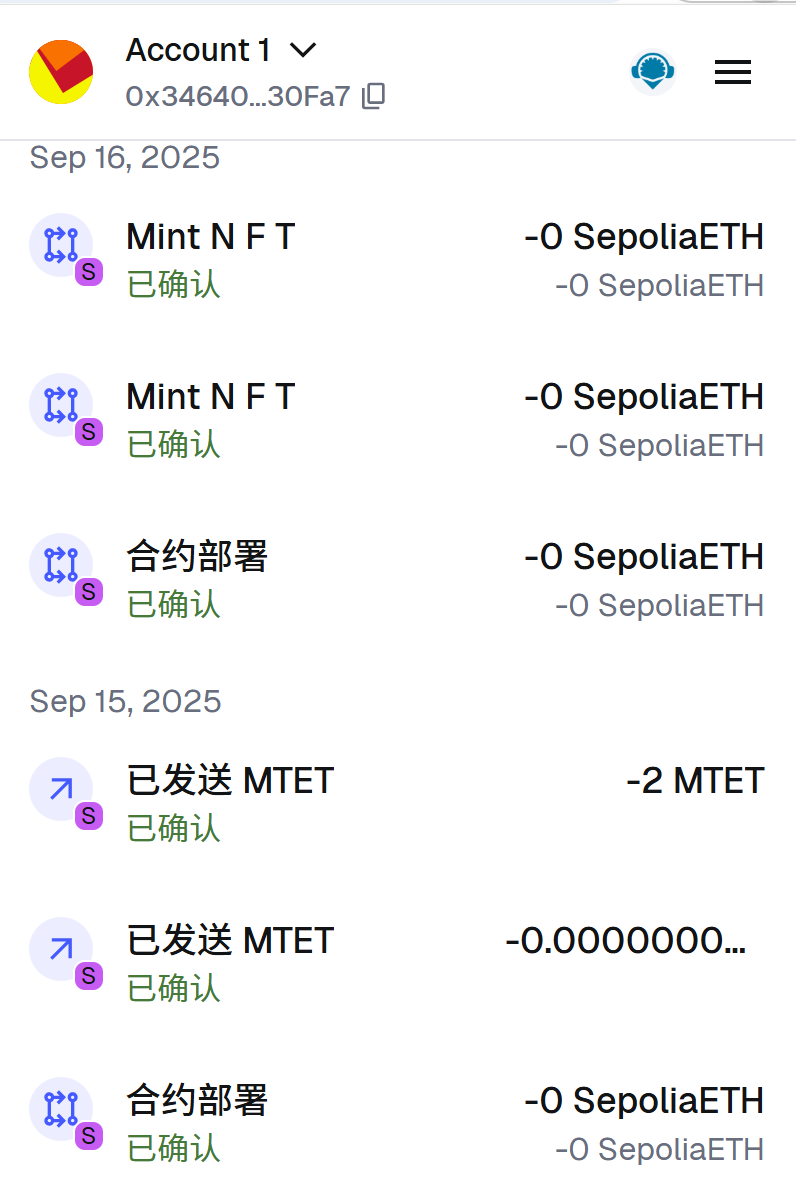 Account 1
0x34640...30Fa7
Sep 16, 2025
Mint N F T
-0 SepoliaETH
S
已确认
-0 SepoliaETH
Mint N F T
-0 SepoliaETH
S
已确认
-0 SepoliaETH
合约部署
-0 SepoliaETH
S
已确认
-0 SepoliaETH
Sep 15, 2025
已发送 MTET
-2 MTET
S
已确认
已发送 MTET
-0.0000000...
S
已确认
合约部署
-0 SepoliaETH
S
已确认
-0 SepoliaETH